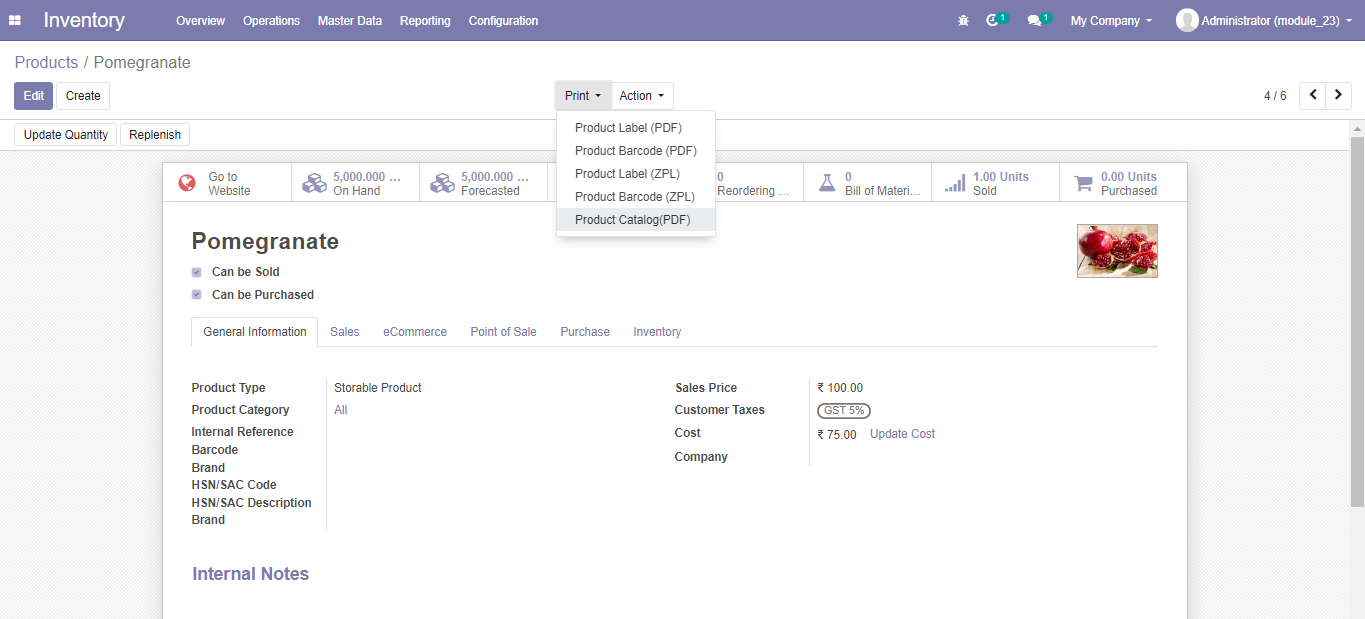 Inventory Overview Operations Master Data Reporting Configuration 1 1 My Company Administrator (module_23)
Products / Pomegranate
Edit Create Print Action 4 / 6
Update Quantity Replenish
Product Label (PDF)
Product Barcode (PDF)
Product Label (ZPL)
Product Barcode (ZPL)
Product Catalog(PDF)
Go to
Website
5,000.000 ...
On Hand
5,000.000 ...
Forecasted
0
Reordering ...
0
Bill of Materi...
1.00 Units
Sold
0.00 Units
Purchased
Pomegranate
Can be Sold
Can be Purchased
General Information Sales eCommerce Point of Sale Purchase Inventory
Product Type Storable Product
Product Category All
Internal Reference
Barcode
Brand
HSN/SAC Code
HSN/SAC Description
Brand
Sales Price ₹ 100.00
Customer Taxes GST 5%
Cost ₹ 75.00 Update Cost
Company
Internal Notes